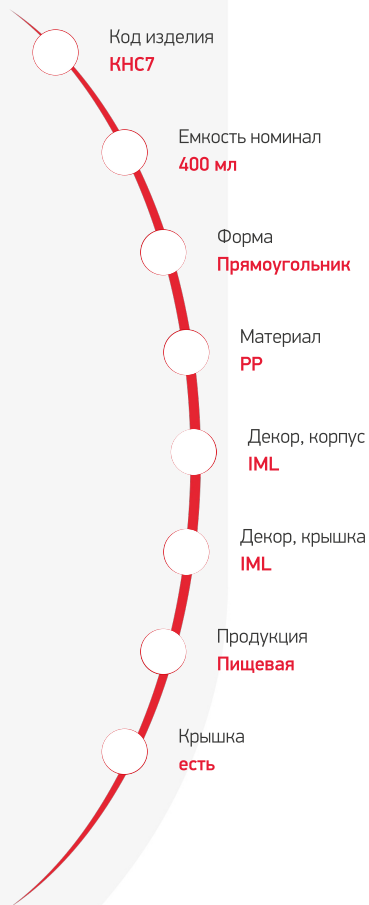 Код изделия
КНС7
Емкость номинал
400 мл
Форма
Прямоугольник
Материал
PP
Декор, корпус
IML
Декор, крышка
IML
Продукция
Пищевая
Крышка
есть